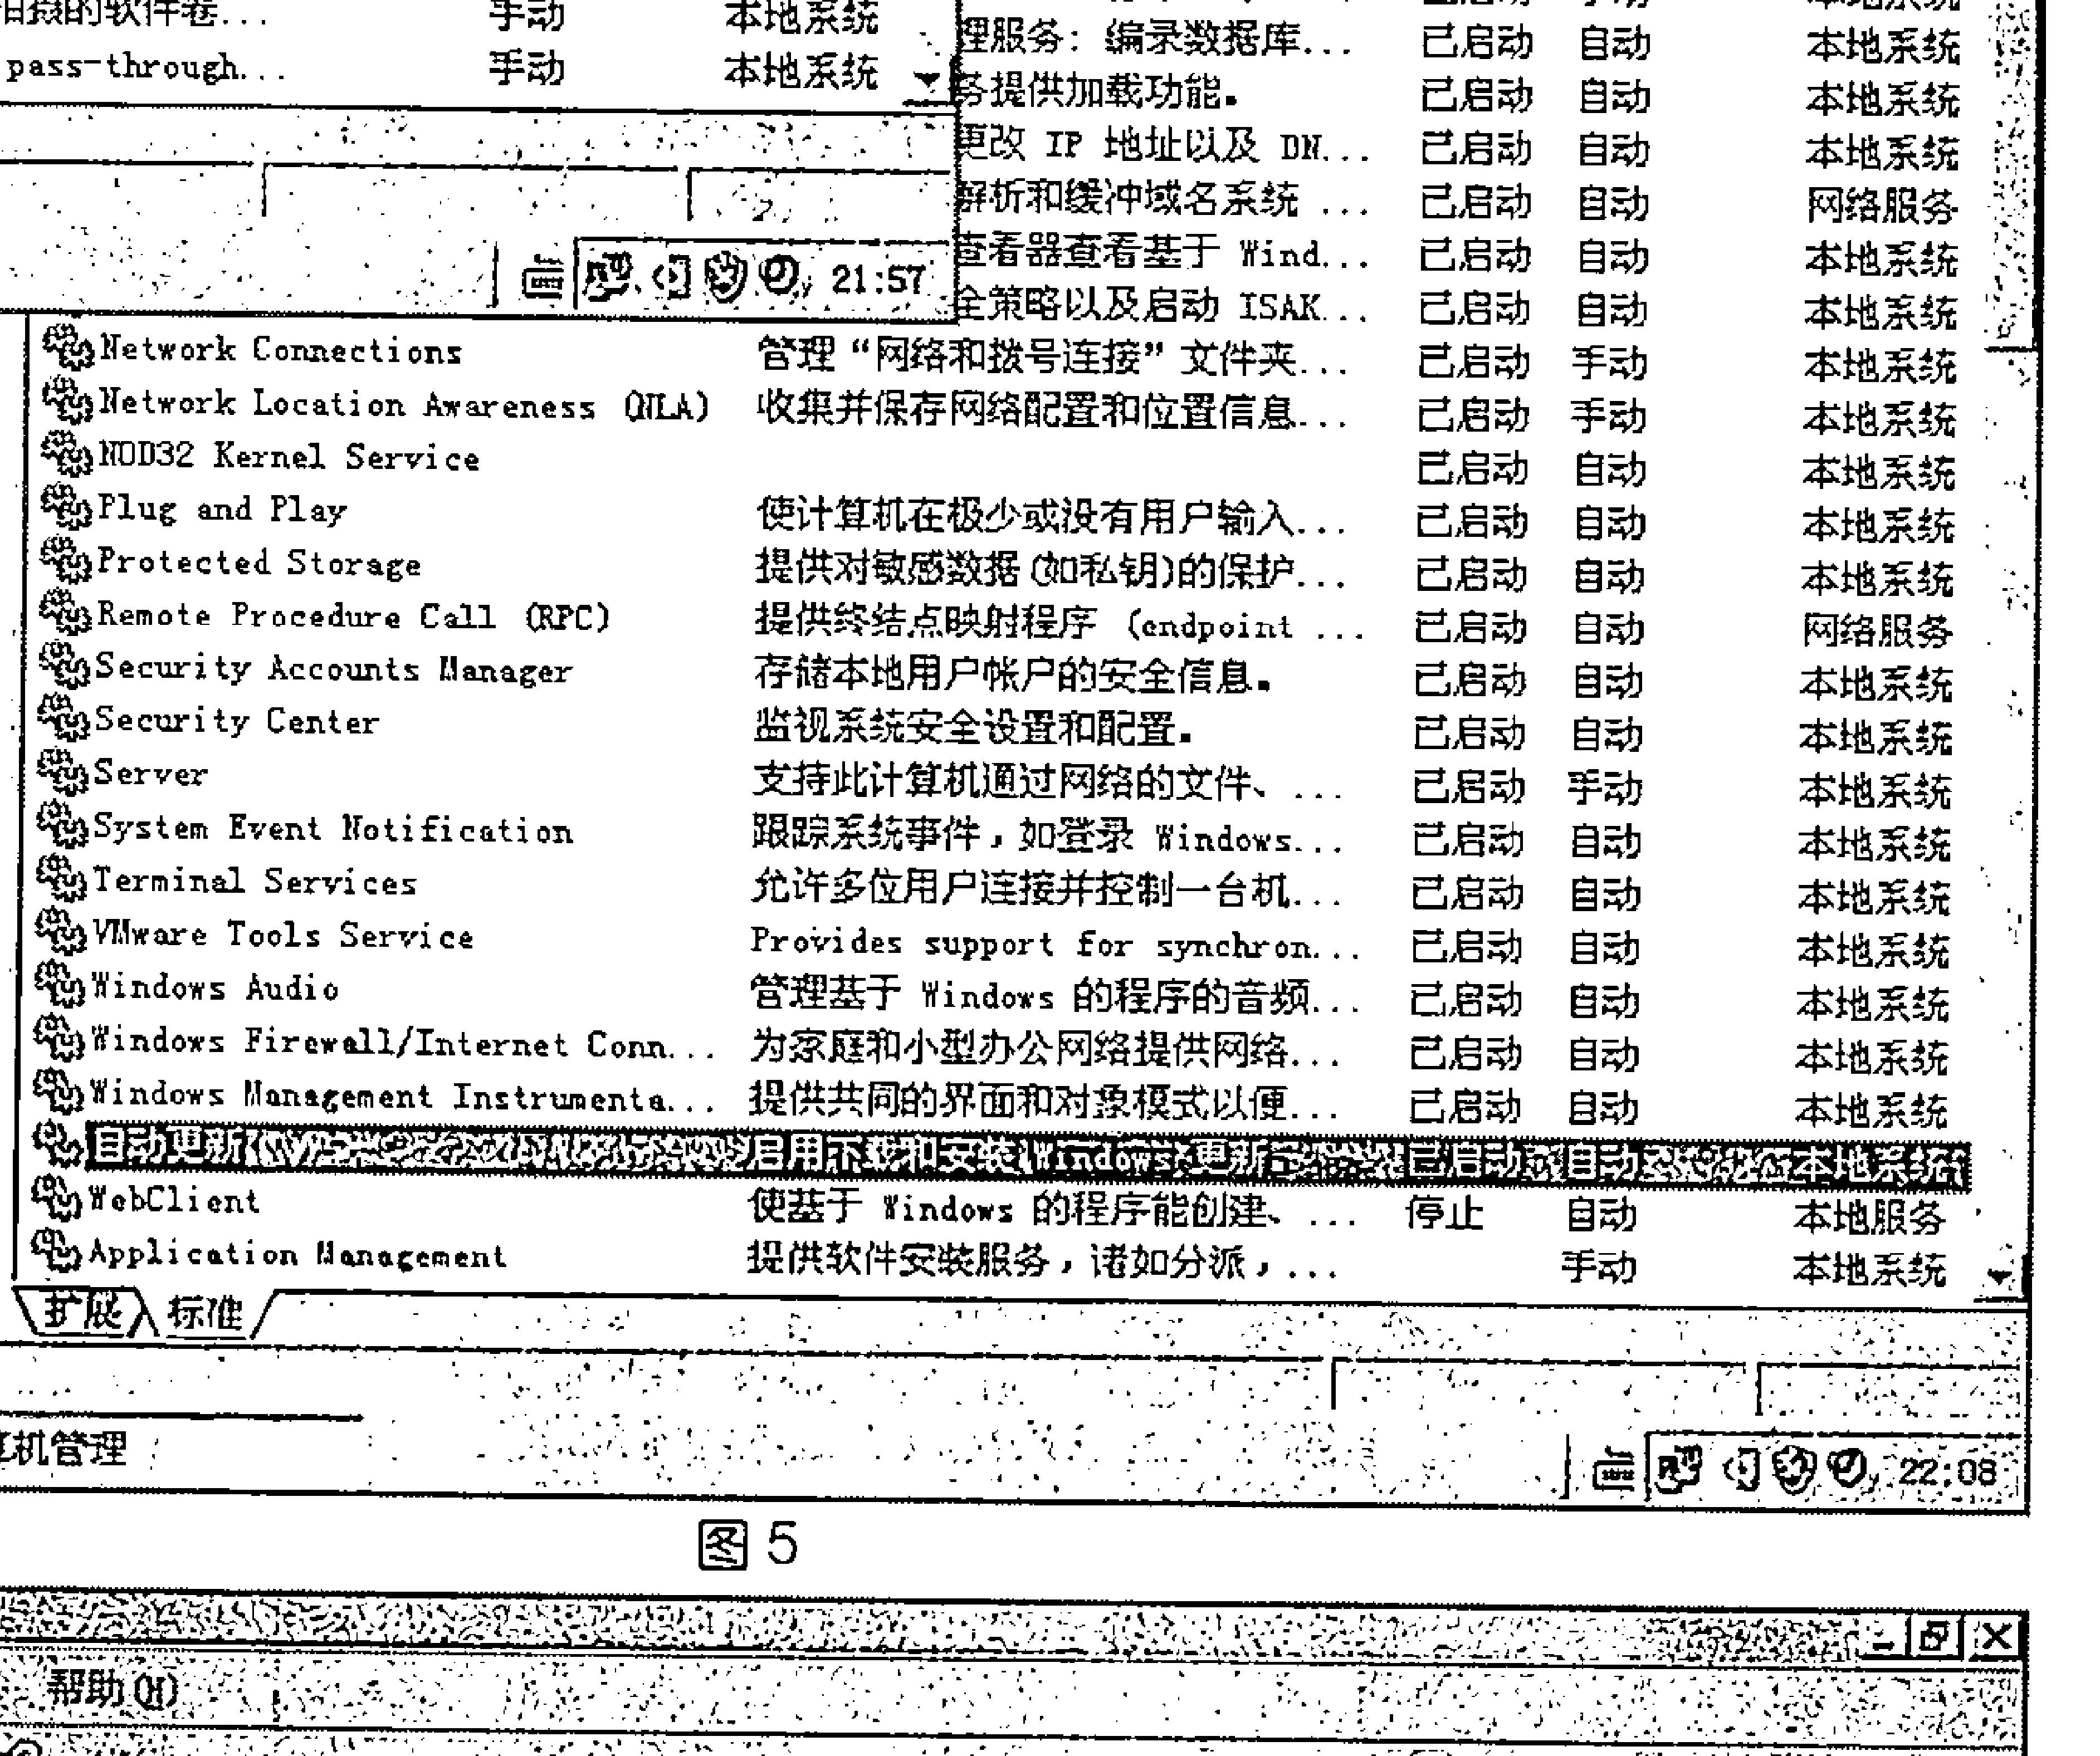 的软件卷... 手动 本地系统
pass-through... 手动 本地系统
理服务: 编录数据库... 已启动 自动 本地系统
务提供加载功能。 已启动 自动 本地系统
更改 IP 地址以及 DN... 已启动 自动 本地系统
解析和缓冲域名系统 ... 已启动 自动 网络服务
查看器查看基于 Wind... 已启动 自动 本地系统
全策略以及启动 ISAK... 已启动 自动 本地系统
21:57
Network Connections 管理“网络和拨号连接”文件夹... 已启动 手动 本地系统
Network Location Awareness (NLA) 收集并保存网络配置和位置信息... 已启动 手动 本地系统
NOD32 Kernel Service 已启动 自动 本地系统
Plug and Play 使计算机在极少或没有用户输入... 已启动 自动 本地系统
Protected Storage 提供对敏感数据(如私钥)的保护... 已启动 自动 本地系统
Remote Procedure Call (RPC) 提供终结点映射程序 (endpoint ... 已启动 自动 网络服务
Security Accounts Manager 存储本地用户帐户的安全信息。 已启动 自动 本地系统
Security Center 监视系统安全设置和配置。 已启动 自动 本地系统
Server 支持此计算机通过网络的文件、... 已启动 手动 本地系统
System Event Notification 跟踪系统事件，如登录 Windows... 已启动 自动 本地系统
Terminal Services 允许多位用户连接并控制一台机... 已启动 自动 本地系统
VMware Tools Service Provides support for synchron... 已启动 自动 本地系统
Windows Audio 管理基于 Windows 的程序的音频... 已启动 自动 本地系统
Windows Firewall/Internet Conn... 为家庭和小型办公网络提供网络... 已启动 自动 本地系统
Windows Management Instrumenta... 提供共同的界面和对象模式以便... 已启动 自动 本地系统
自动更新 启用下载和安装 Windows 更新 已启动 自动 本地系统
WebClient 使基于 Windows 的程序能创建、... 停止 自动 本地服务
Application Management 提供软件安装服务，诸如分派，... 手动 本地系统
扩展 标准
机管理
22:08
图 5
帮助(H)